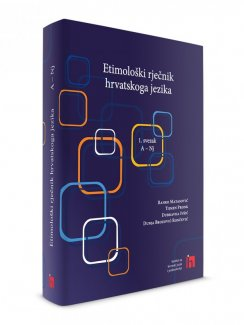 Etimološki rječnik
hrvatskoga jezika
1. svezak
A – Nj
Ranko Matasović
Tijmen Pronk
Dubravka Ivšić
Dunja Brozović Rončević
Etimološki rječnik hrvatskoga jezika A – Nj